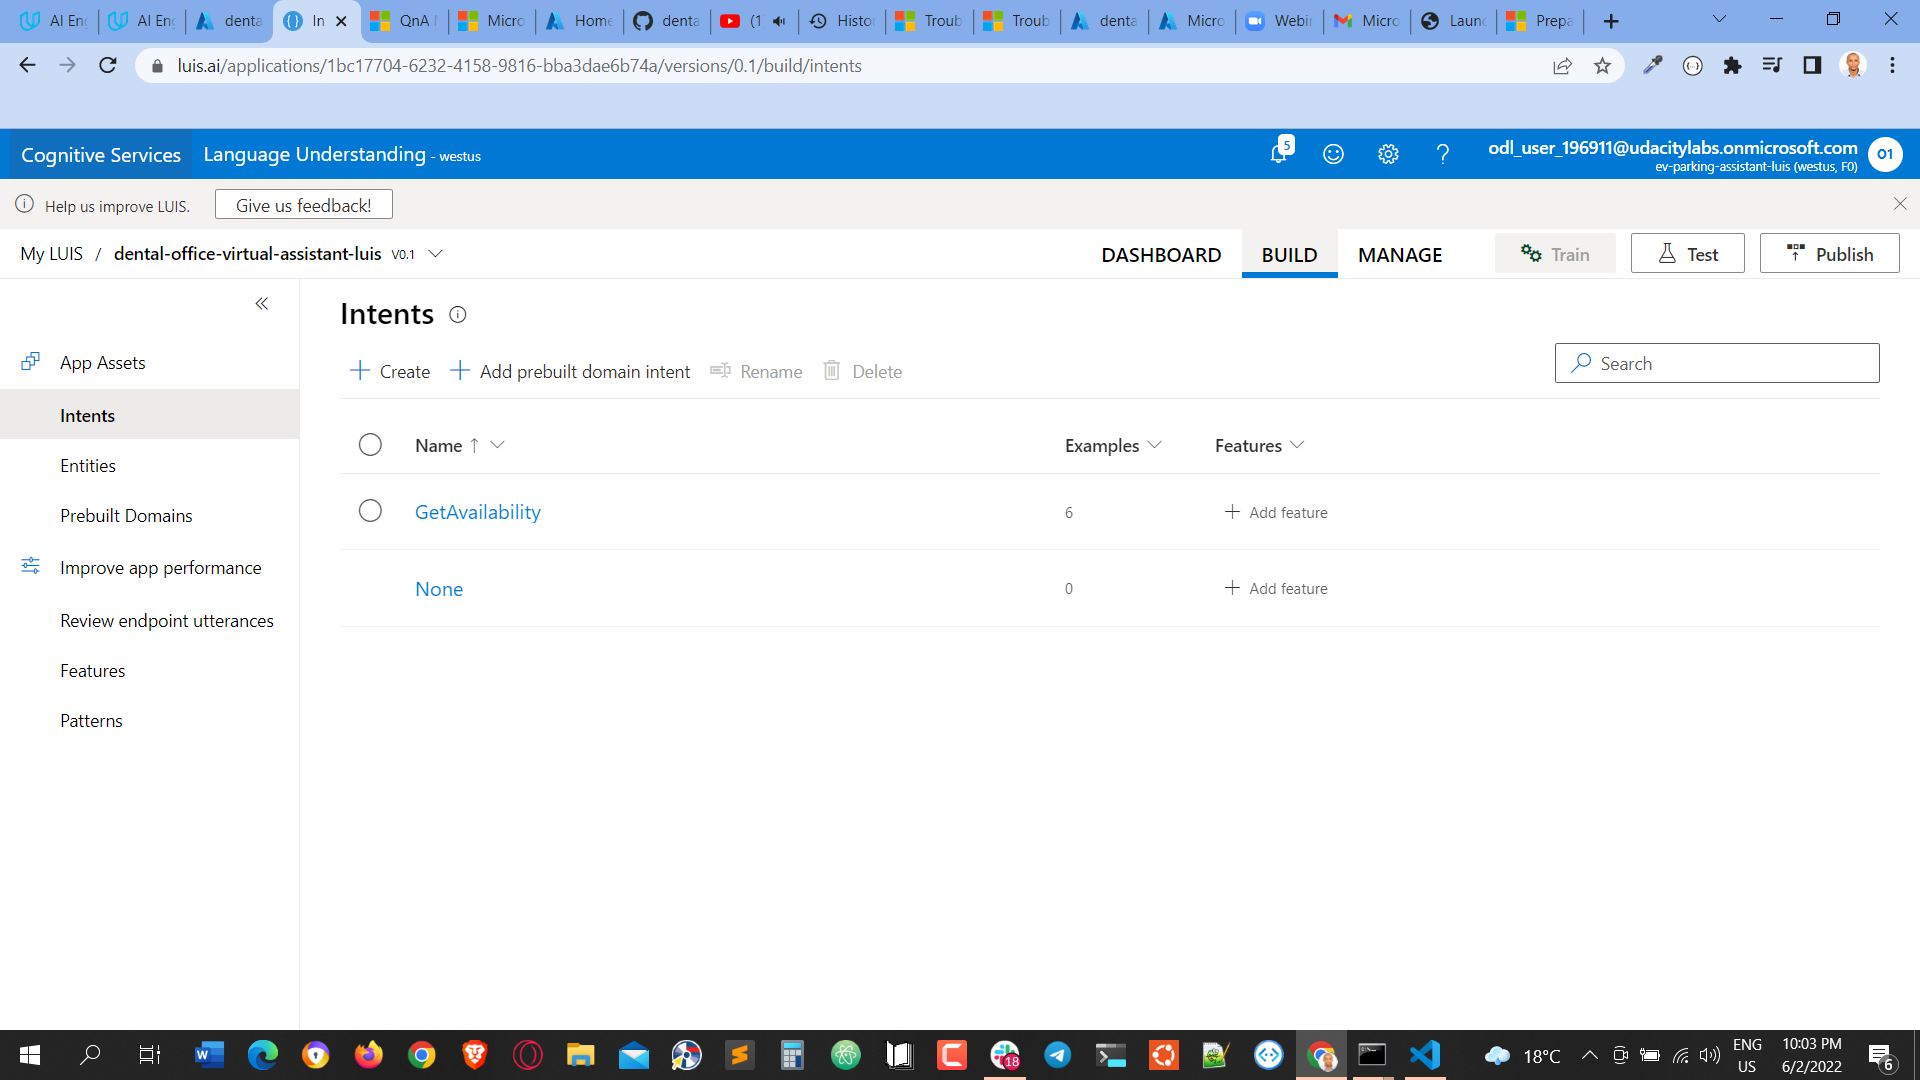 AI En
AI En
denta
In
QnA M
Micro
Home
denta
(1
Histor
Troub
Troub
denta
Micro
Webin
Micro
Laund
Prepa
luis.ai/applications/1bc17704-6232-4158-9816-bba3dae6b74a/versions/0.1/build/intents
Cognitive Services
Language Understanding - westus
5
odl_user_196911@udacitylabs.onmicrosoft.com
ev-parking-assistant-luis (westus, F0)
O1
Help us improve LUIS.
Give us feedback!
My LUIS / dental-office-virtual-assistant-luis V0.1
DASHBOARD
BUILD
MANAGE
Train
Test
Publish
Intents
App Assets
Intents
Entities
Prebuilt Domains
Improve app performance
Review endpoint utterances
Features
Patterns
+ Create
+ Add prebuilt domain intent
Rename
Delete
Search
Name ↑
Examples
Features
GetAvailability
6
+ Add feature
None
0
+ Add feature
18
18°C
ENG
US
10:03 PM
6/2/2022
6